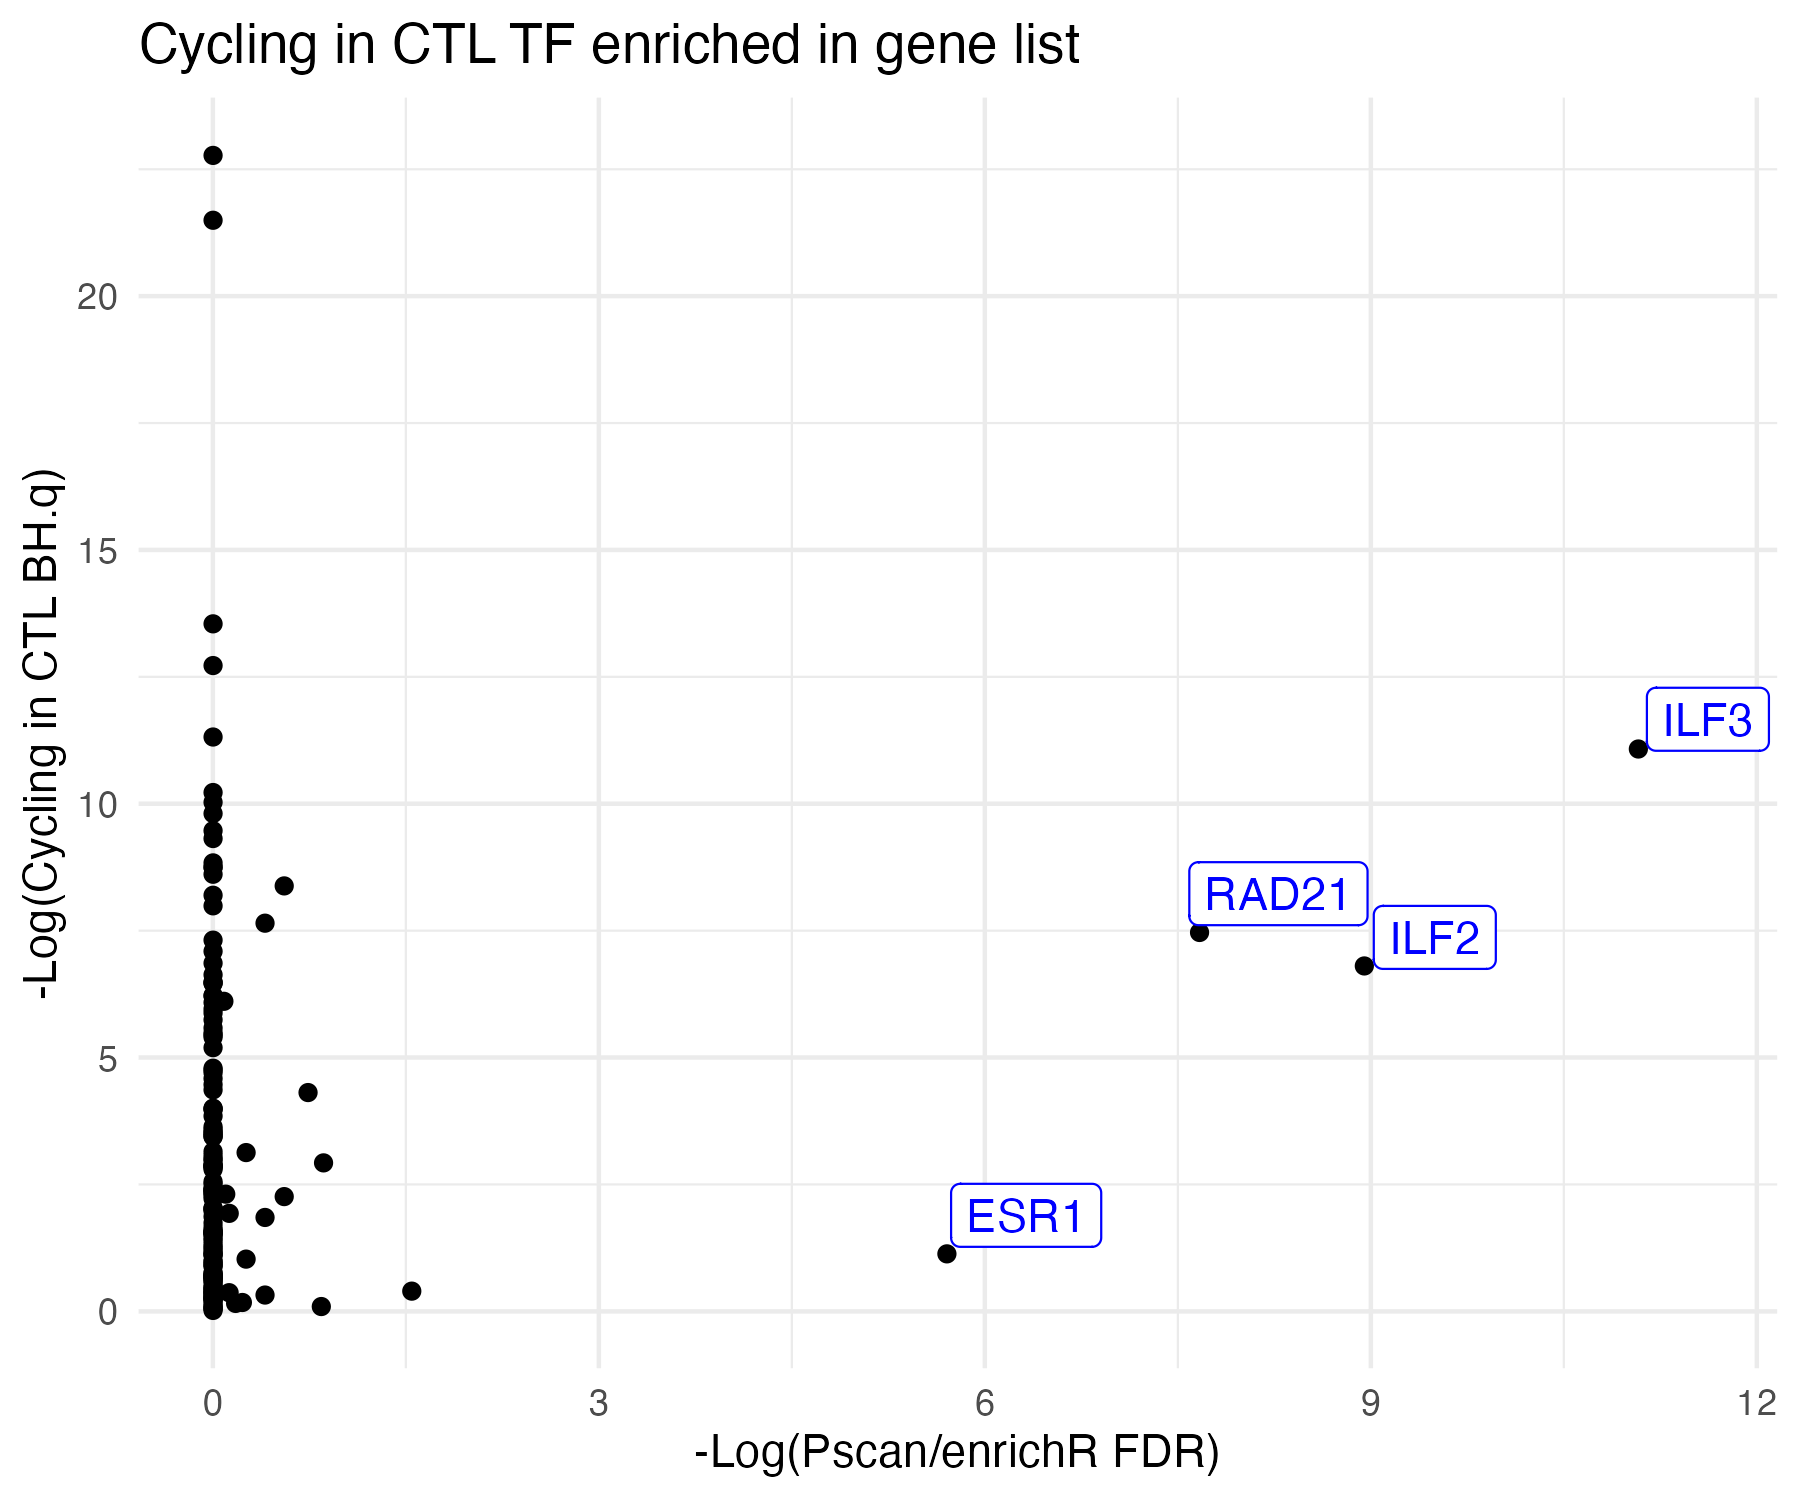 Cycling in CTL TF enriched in gene list
-Log(Cycling in CTL BH.q)
20
15
10
5
0
ILF3
RAD21
ILF2
ESR1
0 3 6 9 12
-Log(Pscan/enrichR FDR)